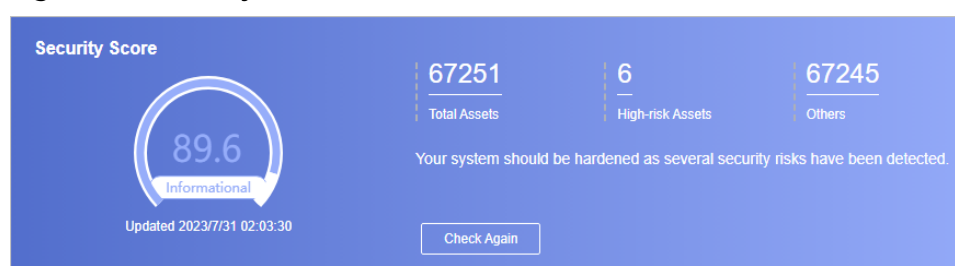 Security Score
67251
6
67245
Total Assets
High-risk Assets
Others
89.6
Informational
Your system should be hardened as several security risks have been detected.
Updated 2023/7/31 02:03:30
Check Again